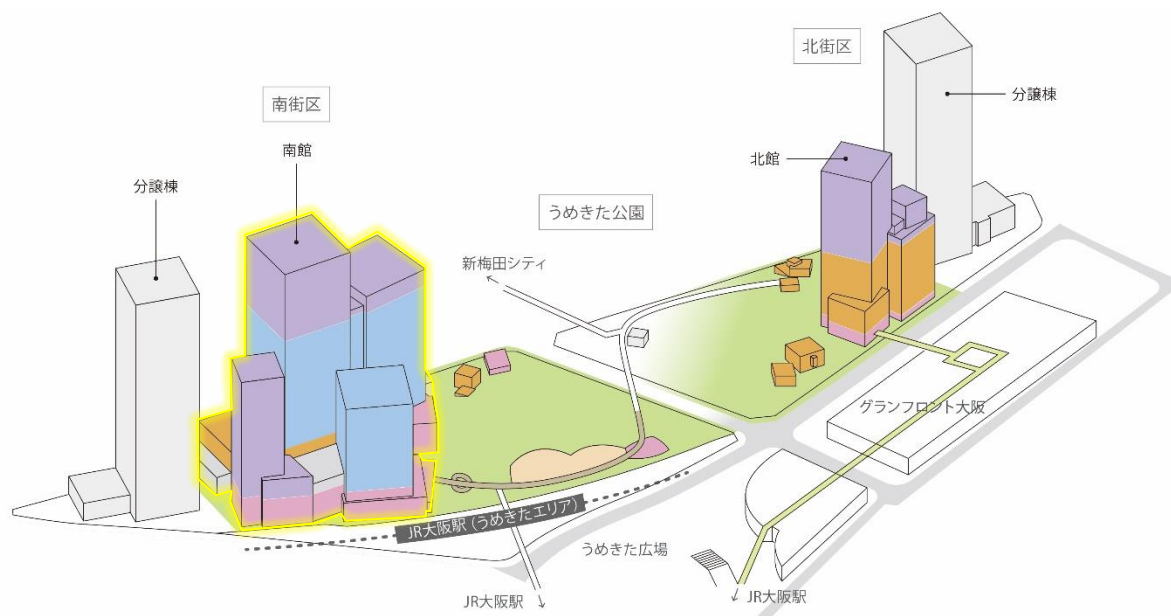 北街区
分譲棟
南街区
南館
北館
分譲棟
うめきた公園
新梅田シティ
グランフロント大阪
JR大阪駅(うめきたエリア)
うめきた広場
JR大阪駅
JR大阪駅